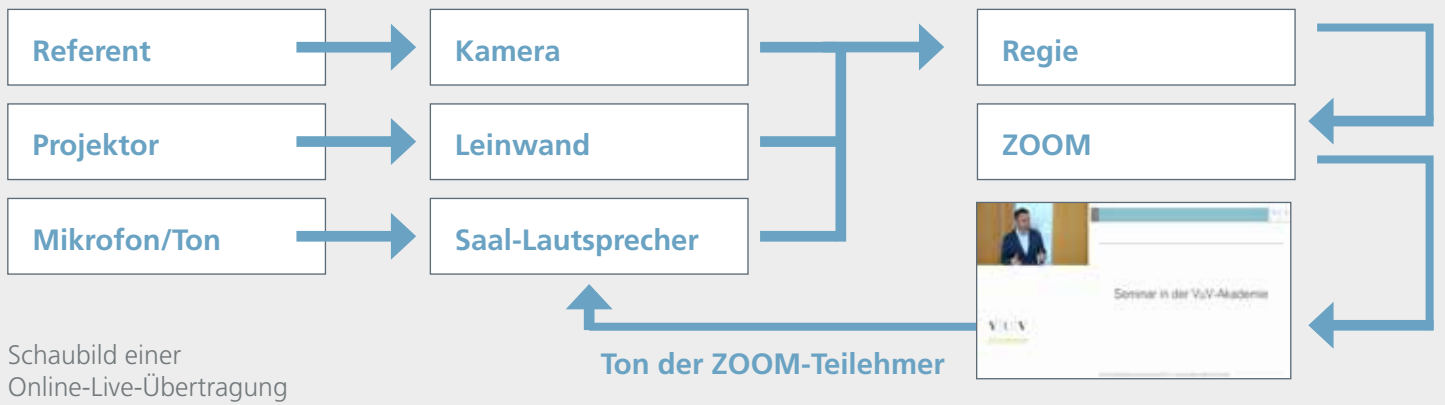 Referent
Kamera
Regie
Projektor
Leinwand
ZOOM
Mikrofon/Ton
Saal-Lautsprecher
Seminar in der VuV-Akademie
V U V
Ton der ZOOM-Teilehmer
Schaubild einer
Online-Live-Übertragung